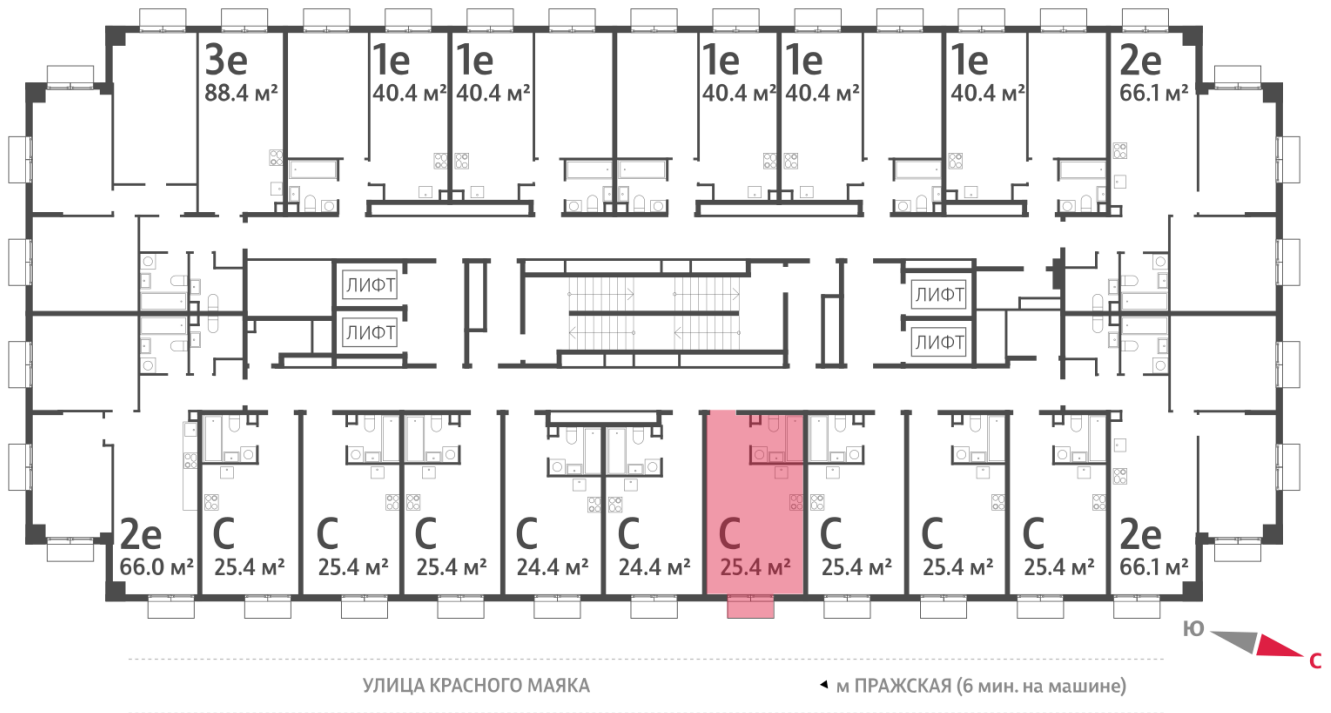 3е
88.4 м²
1е
40.4 м²
1е
40.4 м²
1е
40.4 м²
1е
40.4 м²
1е
40.4 м²
2е
66.1 м²
ЛИФТ
ЛИФТ
ЛИФТ
ЛИФТ
2е
66.0 м²
С
25.4 м²
С
25.4 м²
С
25.4 м²
С
24.4 м²
С
24.4 м²
С
25.4 м²
С
25.4 м²
С
25.4 м²
С
25.4 м²
2е
66.1 м²
Ю
С
УЛИЦА КРАСНОГО МАЯКА
м ПРАЖСКАЯ (6 мин. на машине)